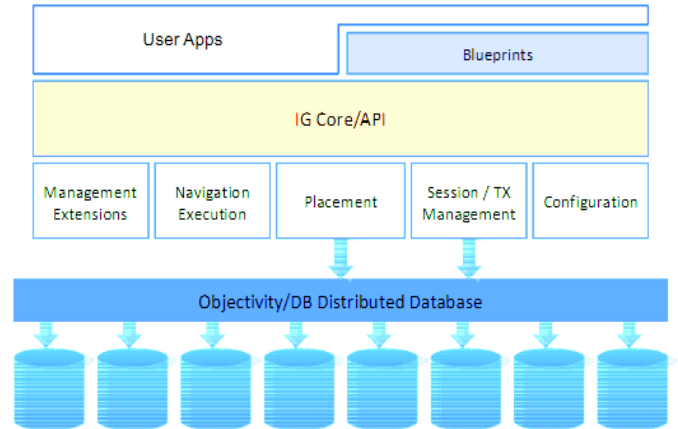 User Apps
Blueprints
IG Core/API
Management
Extensions
Navigation
Execution
Placement
Session / TX
Management
Configuration
Objectivity/DB Distributed Database